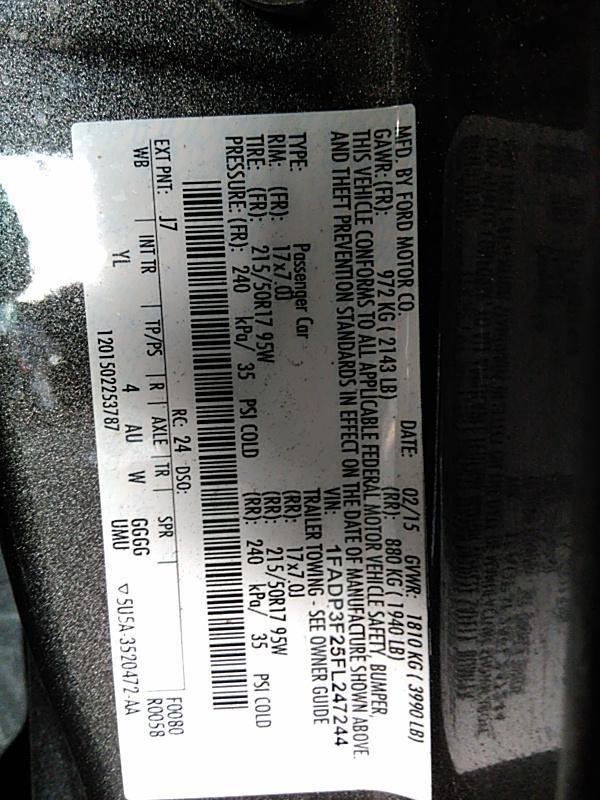 MFD. BY FORD MOTOR CO. DATE: 02/15 GVWR: 1810 KG ( 3990 LB)
GAWR: (FR): 972 KG ( 2143 LB) (RR): 880 KG ( 1940 LB)
THIS VEHICLE CONFORMS TO ALL APPLICABLE FEDERAL MOTOR VEHICLE SAFETY, BUMPER,
AND THEFT PREVENTION STANDARDS IN EFFECT ON THE DATE OF MANUFACTURE SHOWN ABOVE.
VIN: 1FADP3F25FL247244
TYPE: Passenger Car TRAILER TOWING - SEE OWNER GUIDE
RIM: (FR): 17x7.0J (RR): 17x7.0J
TIRE: (FR): 215/50R17 95W (RR): 215/50R17 95W
PRESSURE: (FR): 240 kPa/ 35 PSI COLD (RR): 240 kPa/ 35 PSI COLD
F0080
RC: 24 DSO: R0058
EXT PNT: J7 INT TR TP/PS R AXLE TR SPR
WB YL 4 AU W GGGG
UMU
1201502253787 ▽ 5U5A-3520472-AA